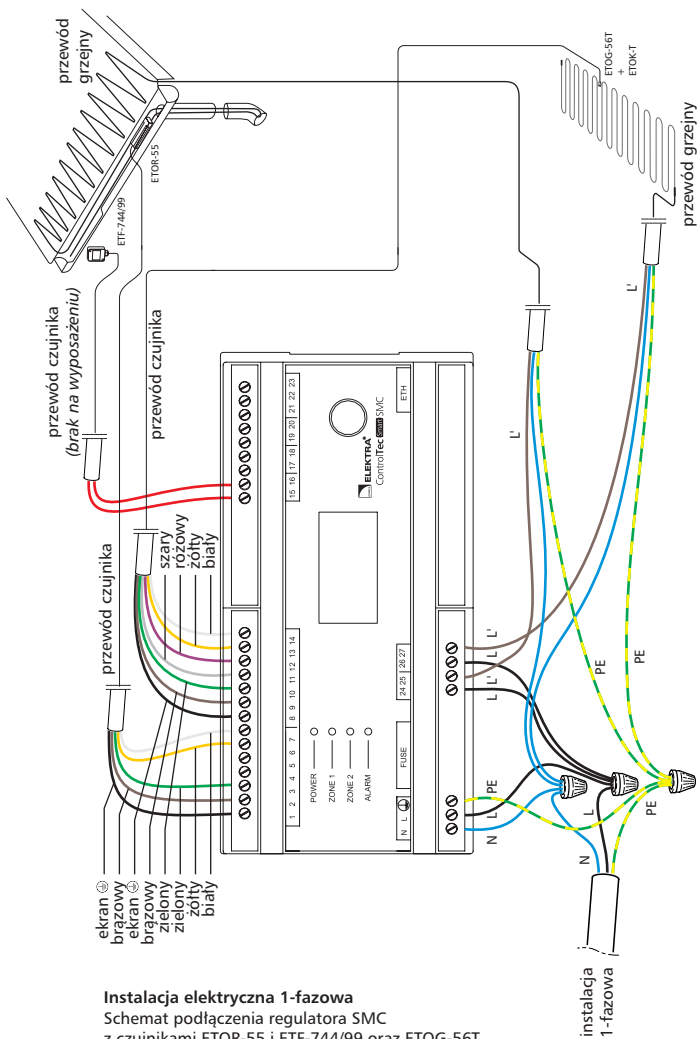 przewód
grzejny
ETOR-55
ETF-744/99
ETOG-56T
+
ETOK-T
przewód grzejny
przewód czujnika
(brak na wyposażeniu)
przewód czujnika
przewód czujnika
szary
różowy
żółty
biały
ekran
brązowy
ekran
brązowy
zielony
zielony
żółty
biały
1 2 3 4 5 6 7 8 9 10 11 12 13 14
15 16 17 18 19 20 21 22 23
POWER
ZONE 1
ZONE 2
ALARM
ELEKTRA®
ControlTec smart SMC
ETH
N L
FUSE
24 25 26 27
N
L
PE
L
L'
L
L'
L'
L'
PE
PE
N
L
PE
instalacja
1-fazowa
Instalacja elektryczna 1-fazowa
Schemat podłączenia regulatora SMC
z czujnikami ETOR-55 i ETF-744/99 oraz ETOG-56T